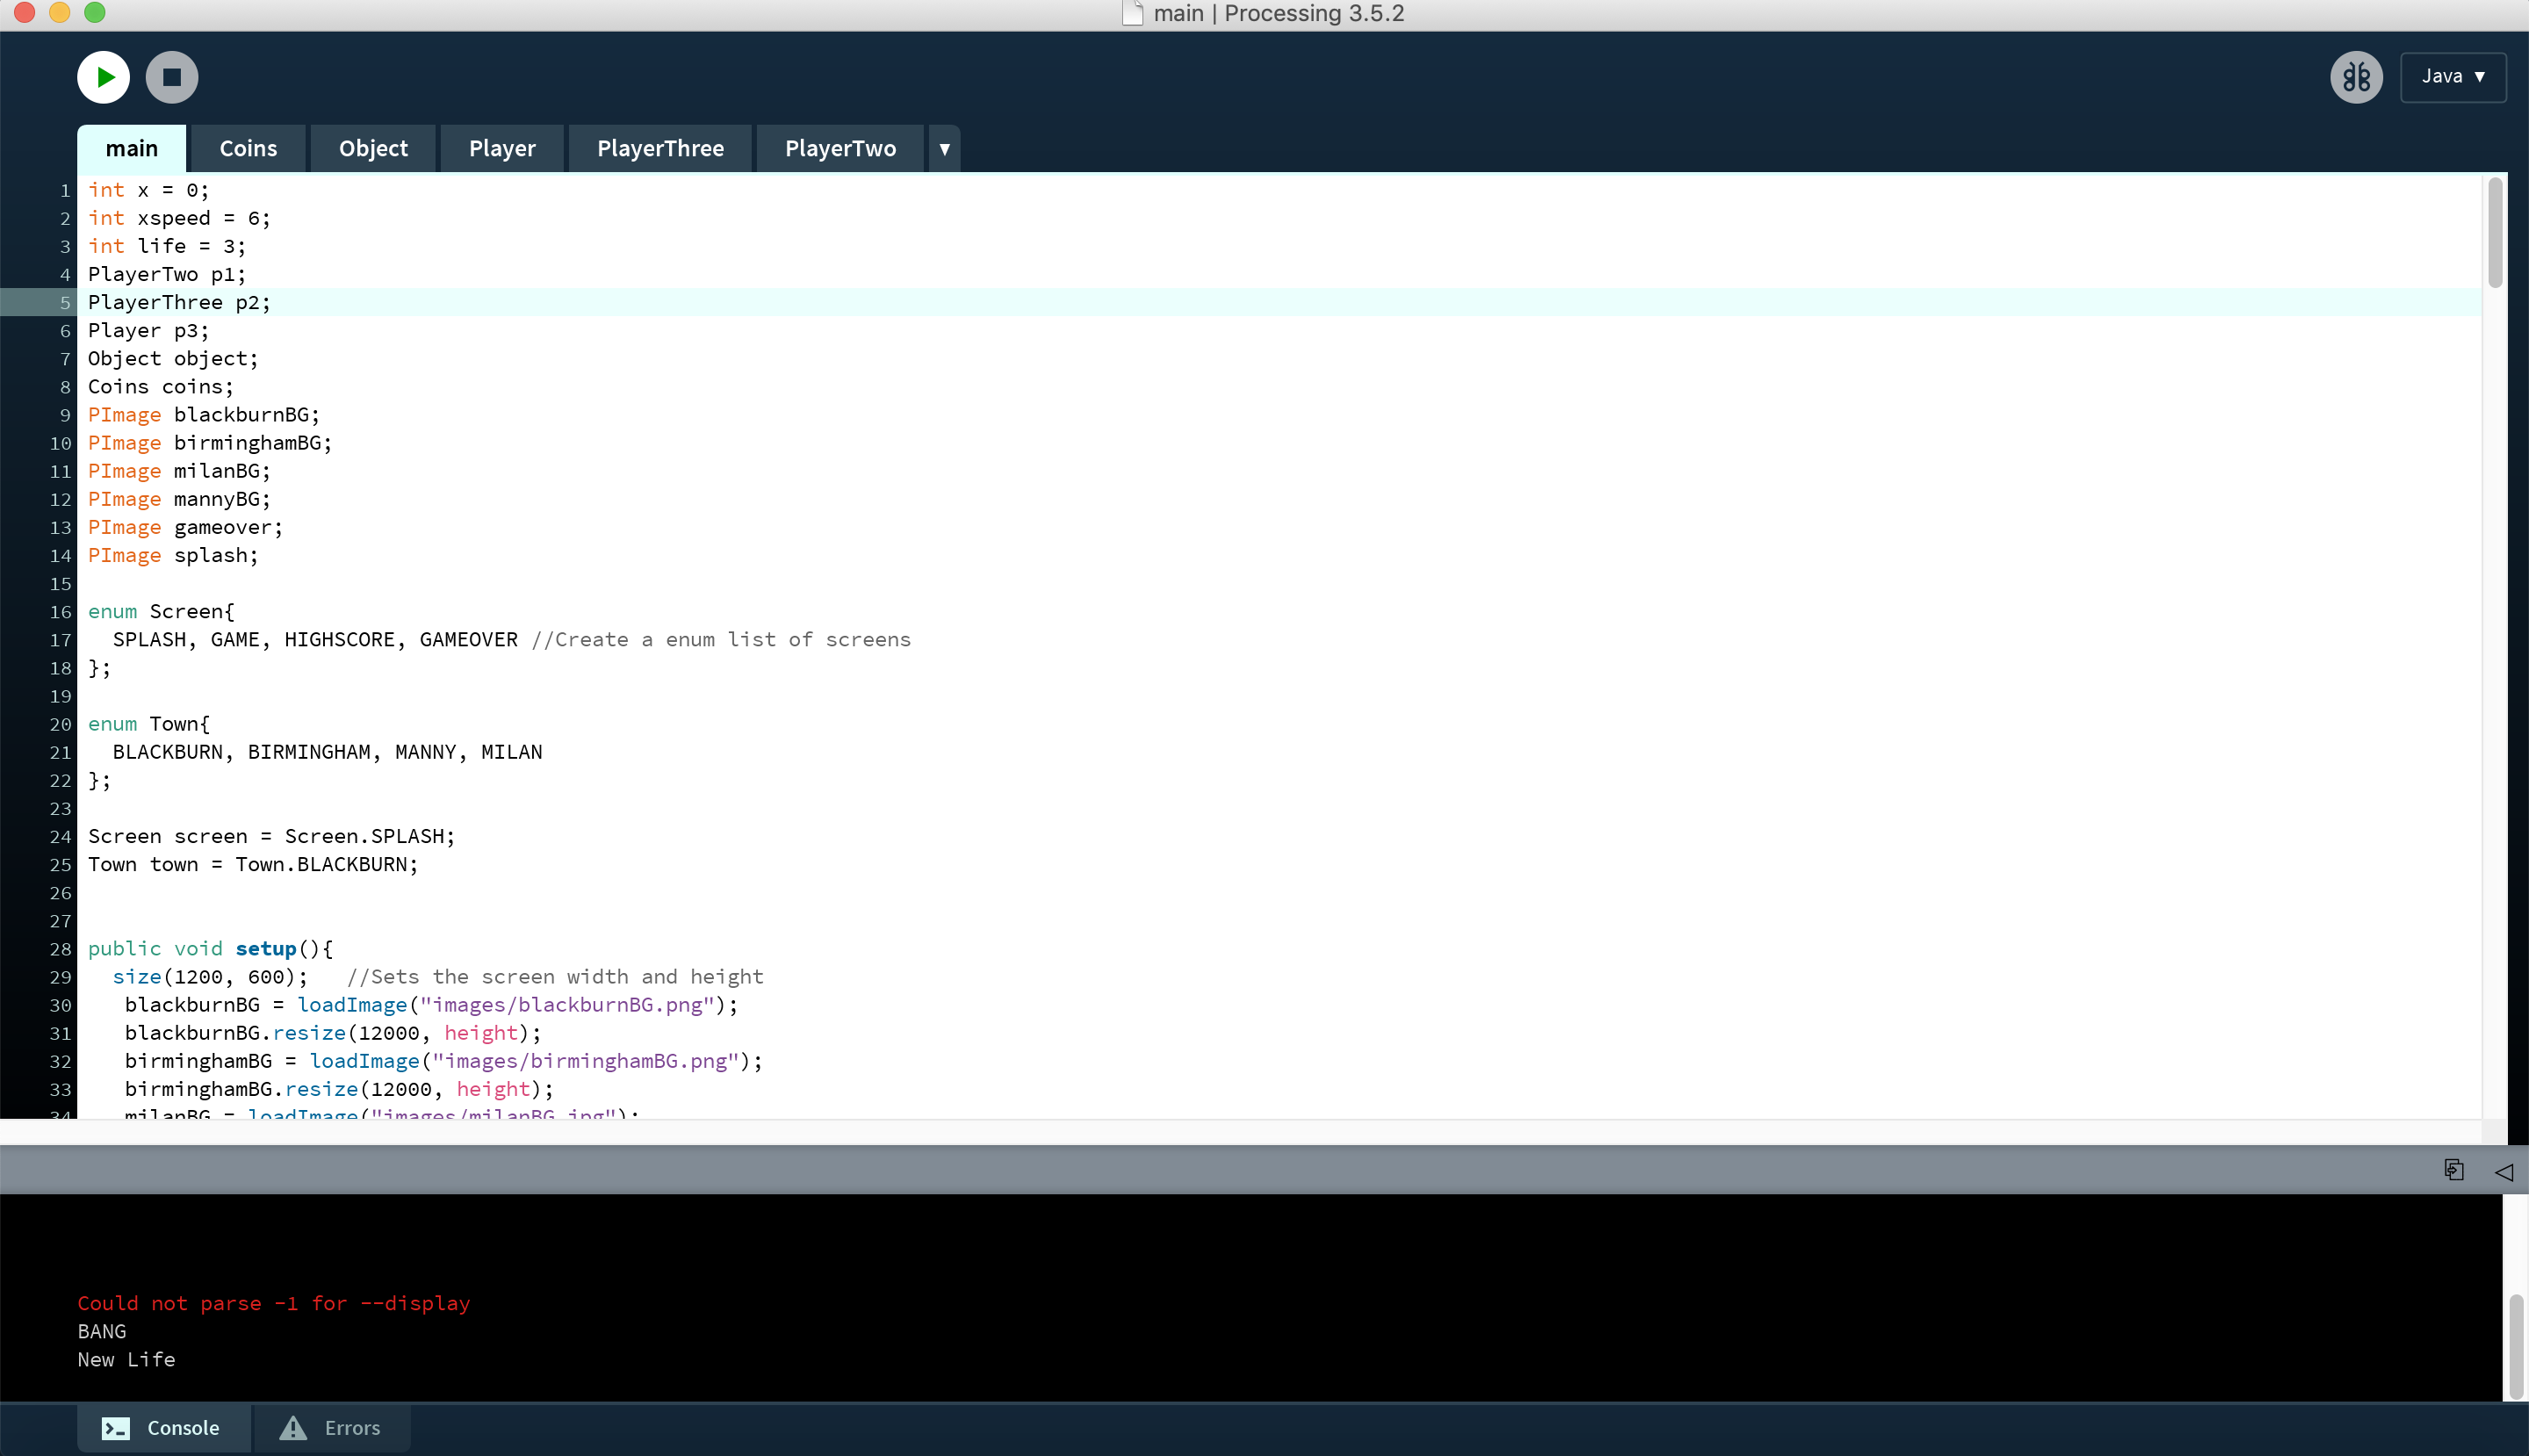 main | Processing 3.5.2
Java ▼
main Coins Object Player PlayerThree PlayerTwo ▼
1 int x = 0;
2 int xspeed = 6;
3 int life = 3;
4 PlayerTwo p1;
5 PlayerThree p2;
6 Player p3;
7 Object object;
8 Coins coins;
9 PImage blackburnBG;
10 PImage birminghamBG;
11 PImage milanBG;
12 PImage mannyBG;
13 PImage gameover;
14 PImage splash;
15
16 enum Screen{
17   SPLASH, GAME, HIGHSCORE, GAMEOVER //Create a enum list of screens
18 };
19
20 enum Town{
21   BLACKBURN, BIRMINGHAM, MANNY, MILAN
22 };
23
24 Screen screen = Screen.SPLASH;
25 Town town = Town.BLACKBURN;
26
27
28 public void setup(){
29   size(1200, 600);   //Sets the screen width and height
30    blackburnBG = loadImage("images/blackburnBG.png");
31    blackburnBG.resize(12000, height);
32    birminghamBG = loadImage("images/birminghamBG.png");
33    birminghamBG.resize(12000, height);
34    milanBG = loadImage("images/milanBG.jpg");
Could not parse -1 for --display
BANG
New Life
Console Errors